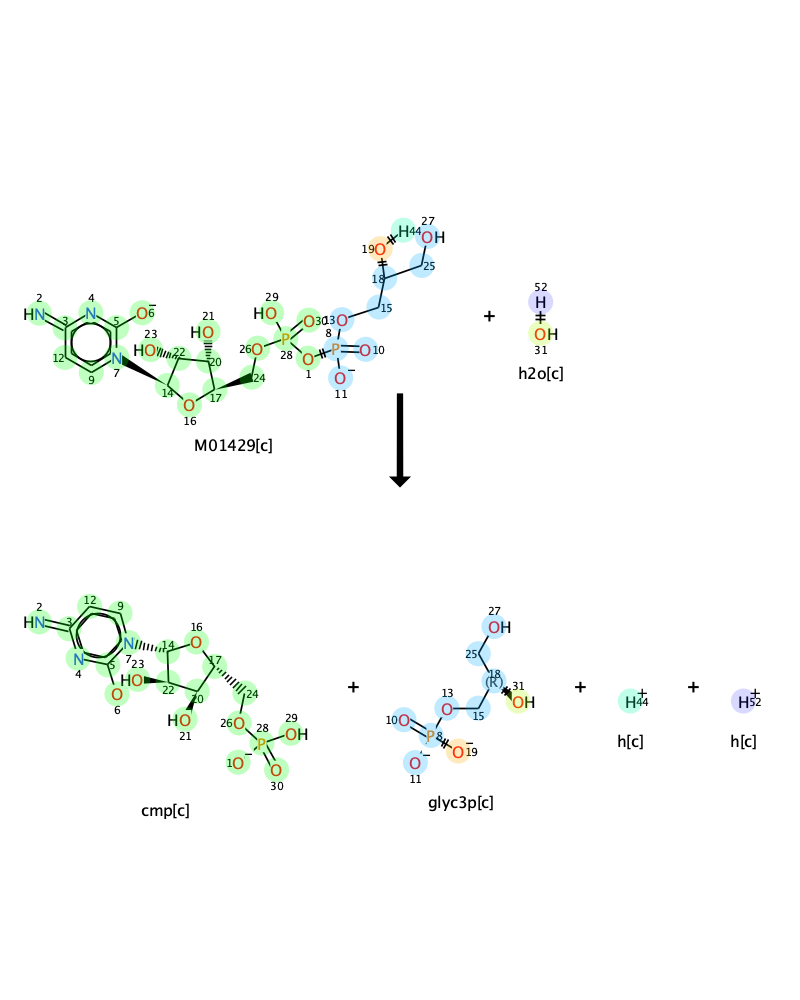 27
H44
OH
19 O
18
25
52
H
29
HO
2
4
HN
N
O 6
−
21
HO
30
O
13 O
15
3
5
23
HO
22
20
26 O
P
28
8
P
O 10
OH
31
12
N
9
7
24
O
1
O −
11
14
17
O
16
+
h2o[c]
M01429[c]
2
HN
12
9
16
O
27
OH
3
N
14
17
25
N
4
7
5
23
HO
22
20
24
18
(R)
31
OH
O
6
HO
21
26 O
28
P
29
OH
13
O
15
10 O
P 8
−
O 19
1 O −
O
30
O −
11
+
+
H44 +
+
H52 +
h[c]
h[c]
cmp[c]
glyc3p[c]